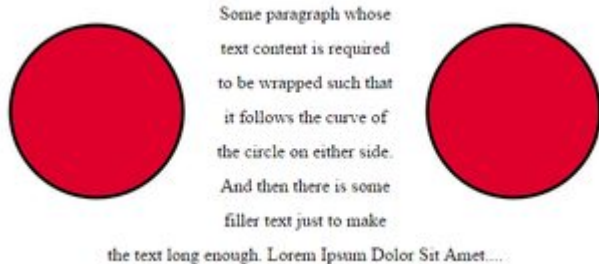 Some paragraph whose
text content is required
to be wrapped such that
it follows the curve of
the circle on either side.
And then there is some
filler text just to make
the text long enough. Lorem Ipsum Dolor Sit Amet....